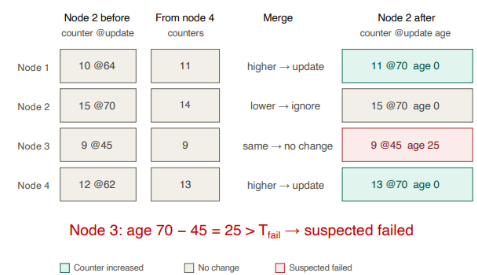 Node 2 before From node 4 Node 2 after
counter @update counters Merge counter @update age
Node 1 10 @64 11 higher → update 11 @70 age 0
Node 2 15 @70 14 lower → ignore 15 @70 age 0
Node 3 9 @45 9 same → no change 9 @45 age 25
Node 4 12 @62 13 higher → update 13 @70 age 0
Node 3: age 70 − 45 = 25 > Tfail → suspected failed
Counter increased No change Suspected failed